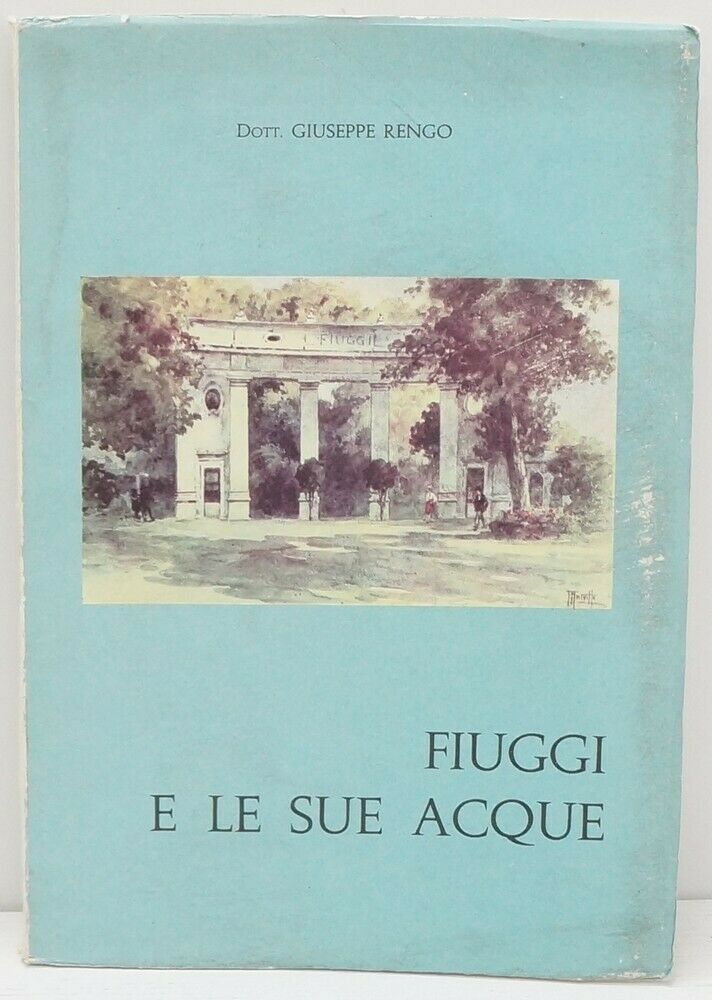 Dott. GIUSEPPE RENGO
FIUGGI
FIUGGI
E LE SUE ACQUE